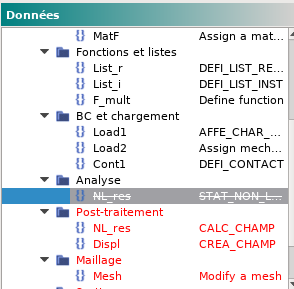 Données
MatF Assign a mat...
Fonctions et listes
List_r DEFI_LIST_RE...
List_i DEFI_LIST_INST
F_mult Define function
BC et chargement
Load1 AFFE_CHAR_...
Load2 Assign mech...
Cont1 DEFI_CONTACT
Analyse
NL_res STAT_NON_L...
Post-traitement
NL_res CALC_CHAMP
Displ CREA_CHAMP
Maillage
Mesh Modify a mesh